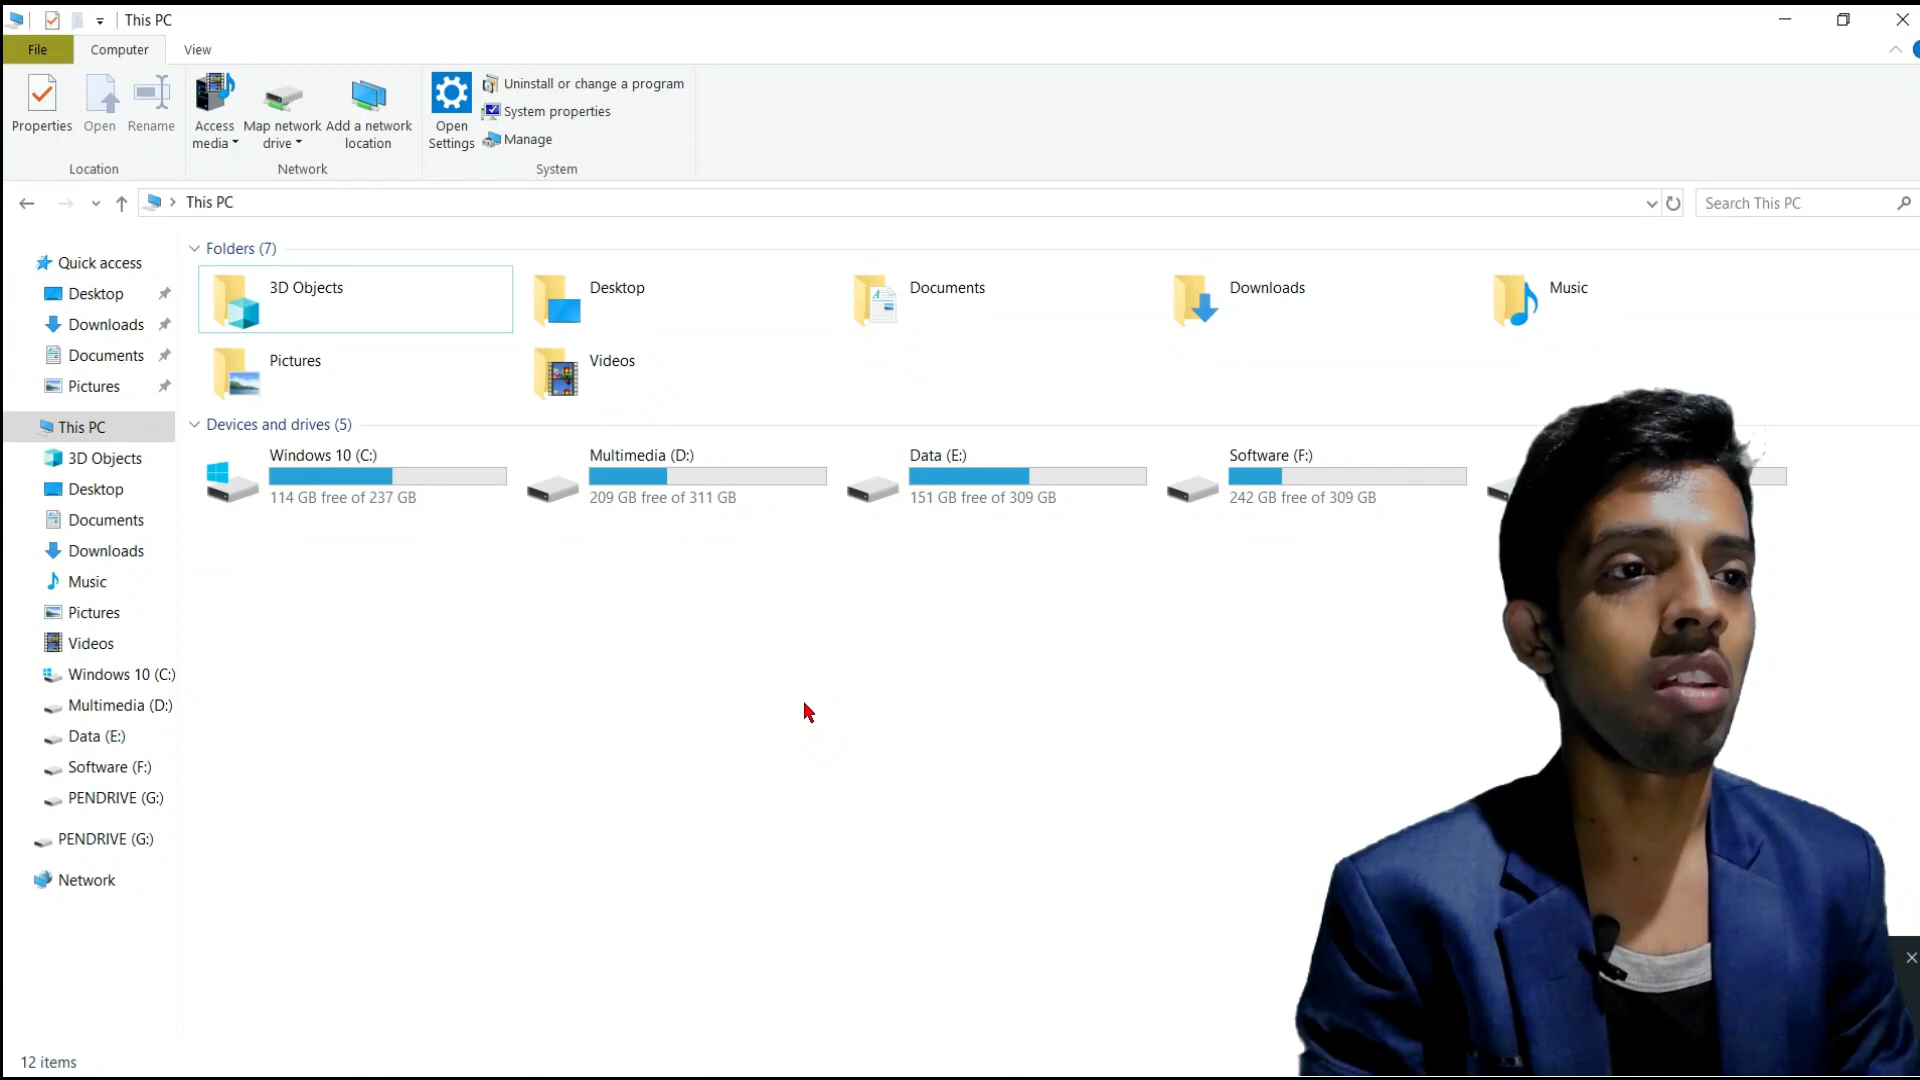 This PC
File Computer View
Properties Open Rename Access media Map network drive Add a network location Open Settings
Uninstall or change a program
System properties
Manage
Location Network System
This PC
Search This PC
Quick access
Desktop
Downloads
Documents
Pictures
This PC
3D Objects
Desktop
Documents
Downloads
Music
Pictures
Videos
Windows 10 (C:)
Multimedia (D:)
Data (E:)
Software (F:)
PENDRIVE (G:)
PENDRIVE (G:)
Network
Folders (7)
3D Objects Desktop Documents Downloads Music
Pictures Videos
Devices and drives (5)
Windows 10 (C:) Multimedia (D:) Data (E:) Software (F:)
114 GB free of 237 GB 209 GB free of 311 GB 151 GB free of 309 GB 242 GB free of 309 GB
12 items